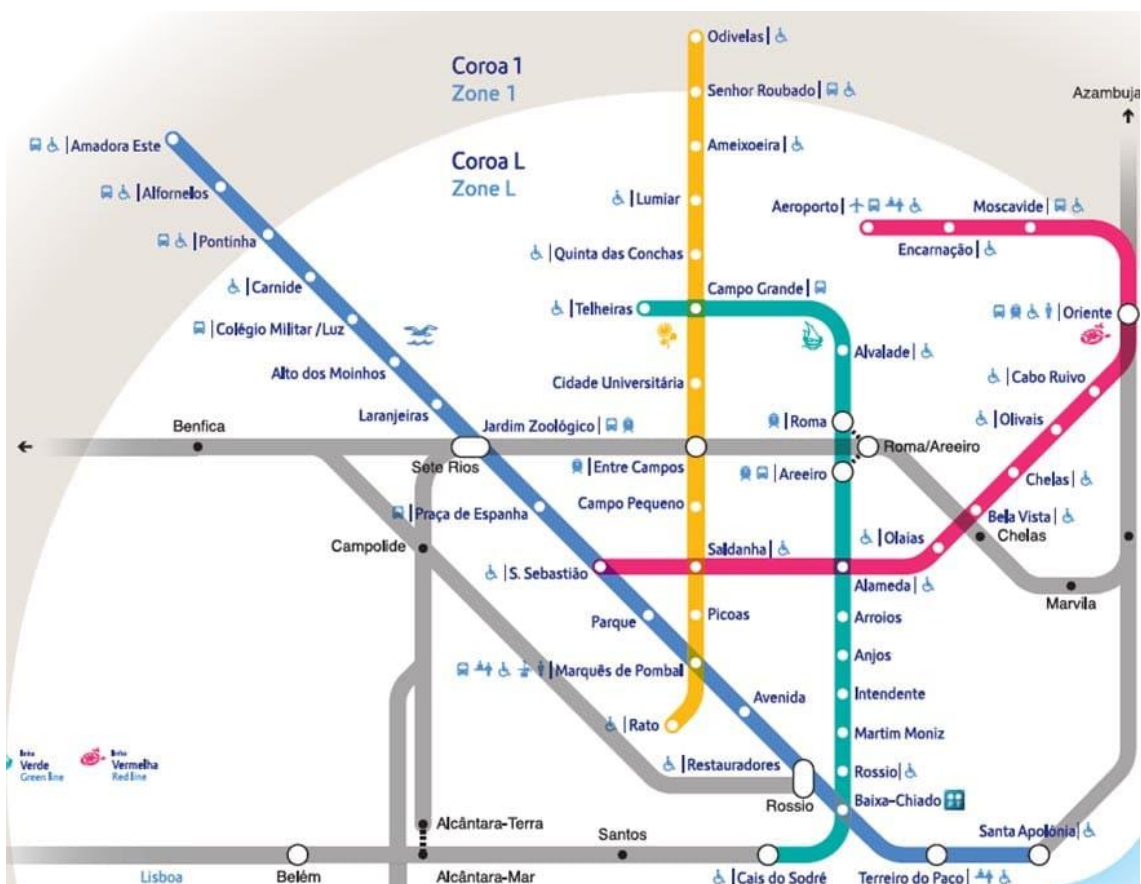 Odivelas
Coroa 1
Zone 1
Senhor Roubado
Azambuja
Amadora Este
Ameixoeira
Coroa L
Zone L
Alfornelos
Lumiar
Aeroporto
Moscavide
Pontinha
Quinta das Conchas
Encarnação
Carnide
Telheiras
Campo Grande
Oriente
Colégio Militar /Luz
Alvalade
Alto dos Moinhos
Cidade Universitária
Cabo Ruivo
Laranjeiras
Benfica
Jardim Zoológico
Roma
Olivais
Sete Rios
Roma/Areeiro
Entre Campos
Areeiro
Chelas
Praça de Espanha
Campo Pequeno
Bela Vista
Chelas
Campolide
Saldanha
Olaias
S. Sebastião
Alameda
Marvila
Parque
Picoas
Arroios
Anjos
Marquês de Pombal
Avenida
Intendente
Rato
Martim Moniz
linha
Verde
Green line
linha
Vermelha
Red line
Restauradores
Rossio
Rossio
Baixa-Chiado
Alcântara-Terra
Santos
Santa Apolónia
Lisboa
Belém
Alcântara-Mar
Cais do Sodré
Terreiro do Paço